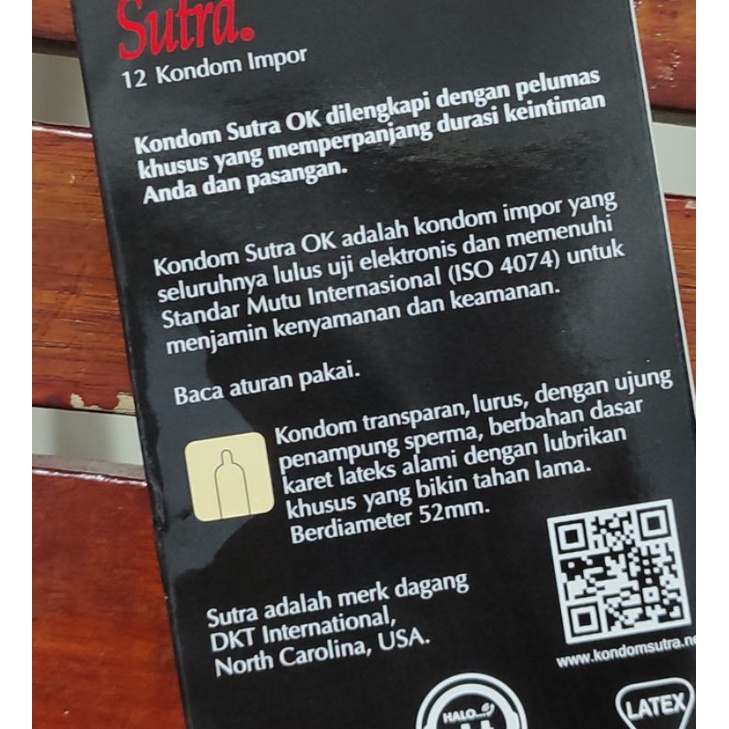 Sutra.
12 Kondom Impor
Kondom Sutra OK dilengkapi dengan pelumas
khusus yang memperpanjang durasi keintiman
Anda dan pasangan.
Kondom Sutra OK adalah kondom impor yang
seluruhnya lulus uji elektronis dan memenuhi
Standar Mutu Internasional (ISO 4074) untuk
menjamin kenyamanan dan keamanan.
Baca aturan pakai.
Kondom transparan, lurus, dengan ujung
penampung sperma, berbahan dasar
karet lateks alami dengan lubrikan
khusus yang bikin tahan lama.
Berdiameter 52mm.
Sutra adalah merk dagang
DKT International,
North Carolina, USA.
www.kondomsutra.ne
HALO...
LATEX